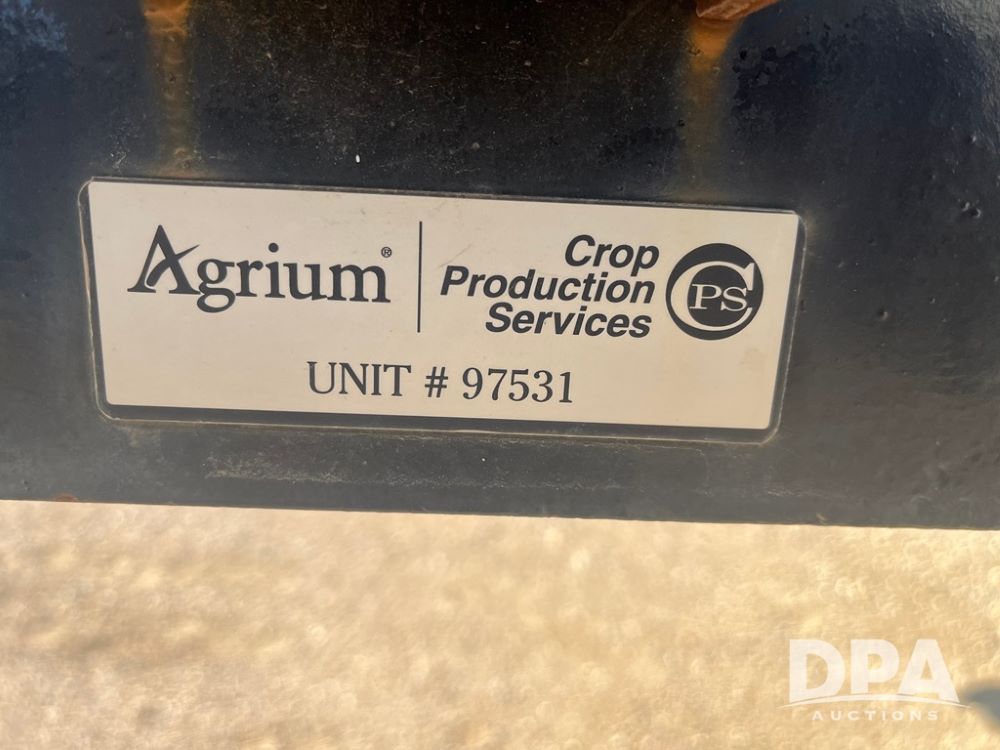 Agrium®
Crop
Production
Services
CPS
UNIT # 97531
DPA
AUCTIONS